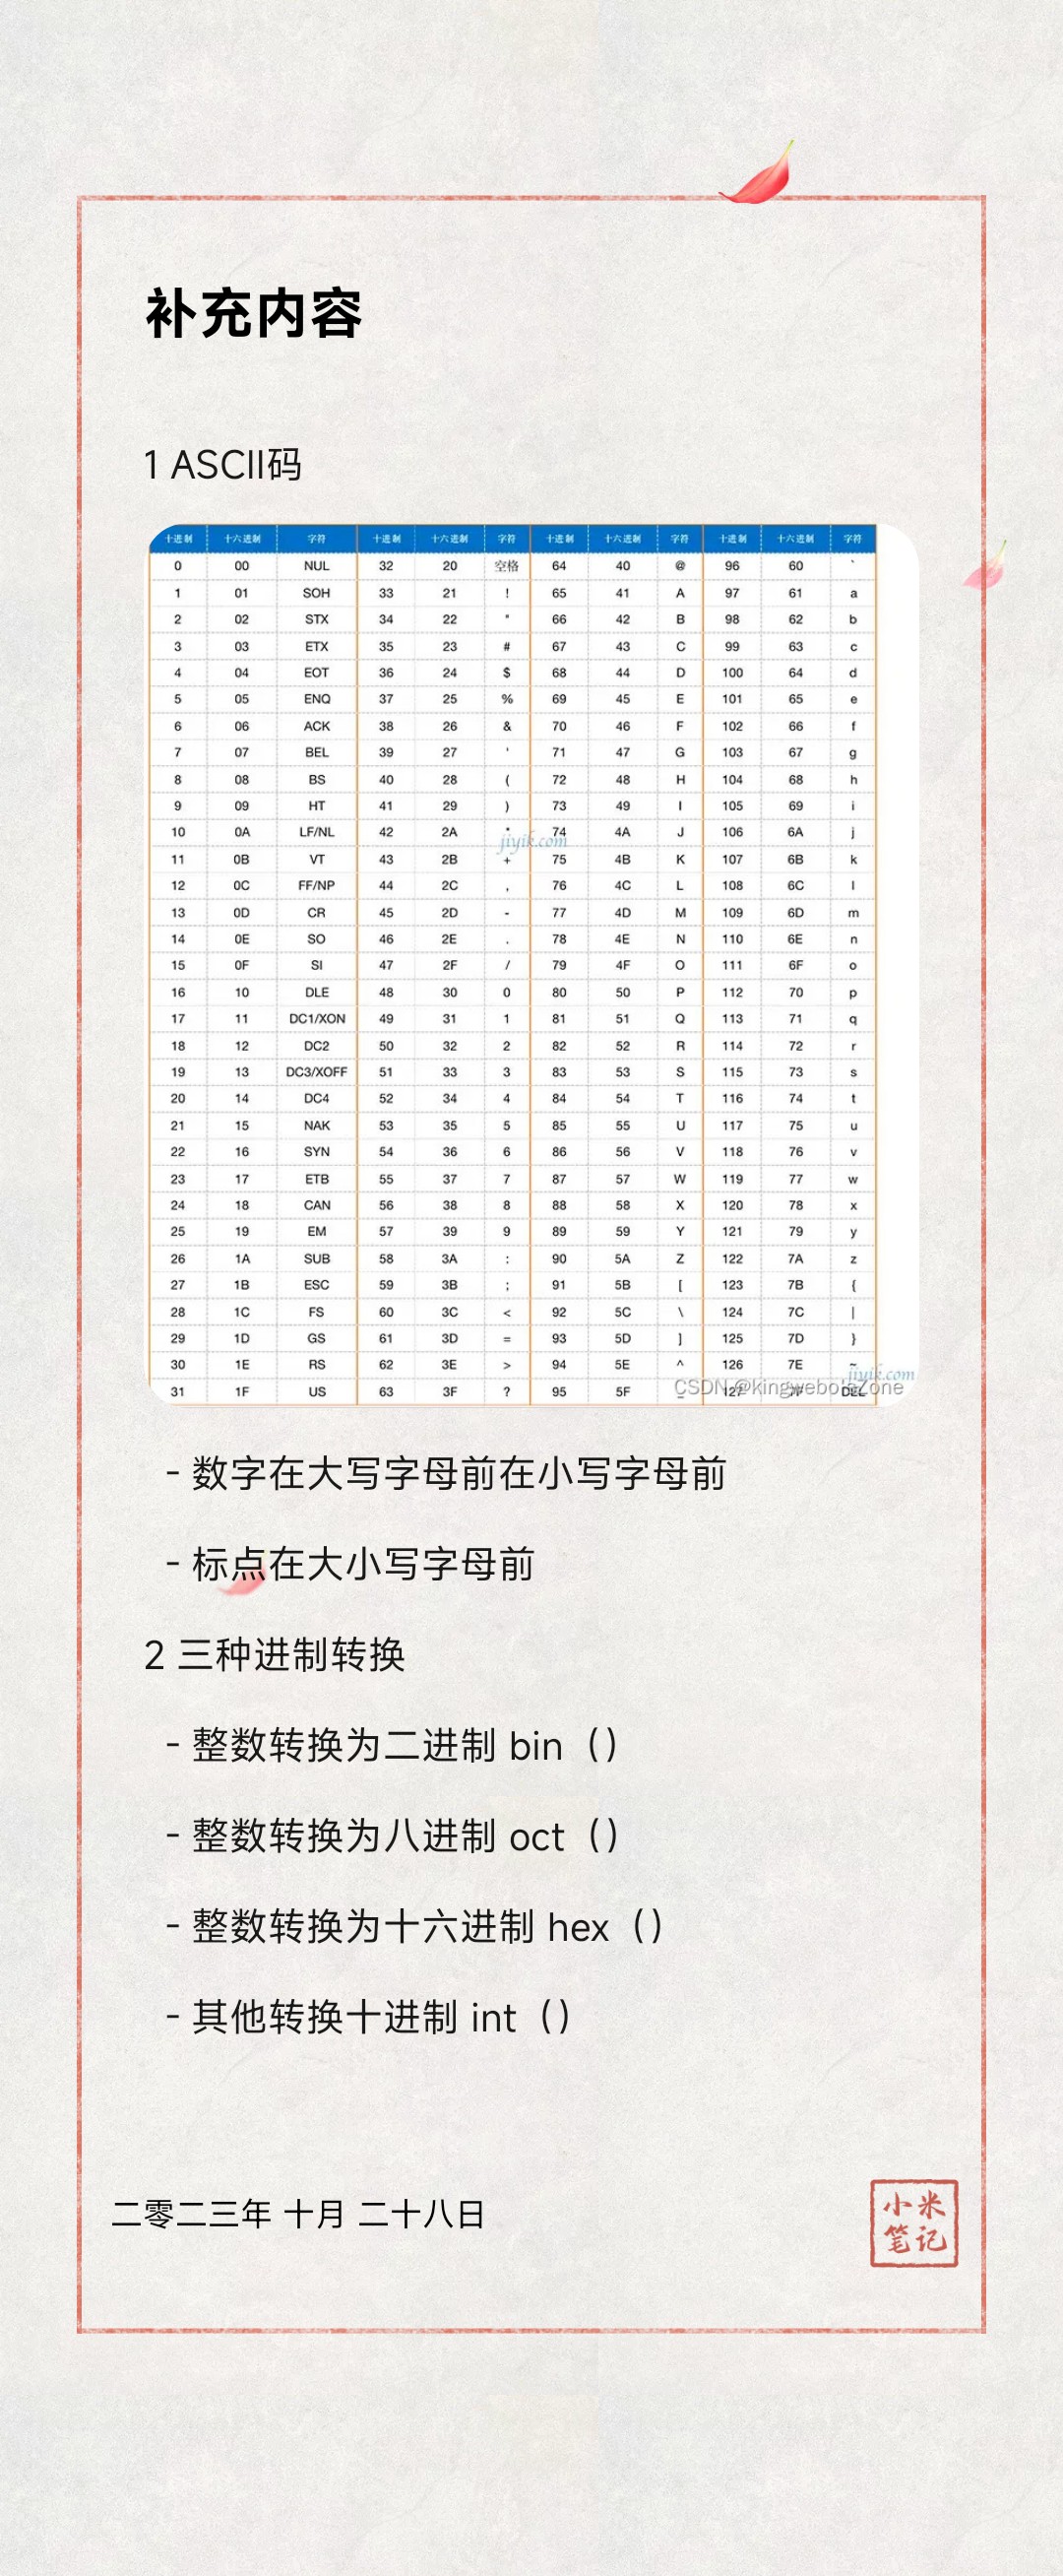 补充内容
1 ASCII码
十进制 十六进制 字符 十进制 十六进制 字符 十进制 十六进制 字符 十进制 十六进制 字符
0 00 NUL 32 20 空格 64 40 @ 96 60 `
1 01 SOH 33 21 ! 65 41 A 97 61 a
2 02 STX 34 22 " 66 42 B 98 62 b
3 03 ETX 35 23 # 67 43 C 99 63 c
4 04 EOT 36 24 $ 68 44 D 100 64 d
5 05 ENQ 37 25 % 69 45 E 101 65 e
6 06 ACK 38 26 & 70 46 F 102 66 f
7 07 BEL 39 27 ' 71 47 G 103 67 g
8 08 BS 40 28 ( 72 48 H 104 68 h
9 09 HT 41 29 ) 73 49 I 105 69 i
10 0A LF/NL 42 2A * 74 4A J 106 6A j
jiyik.com
11 0B VT 43 2B + 75 4B K 107 6B k
12 0C FF/NP 44 2C , 76 4C L 108 6C l
13 0D CR 45 2D - 77 4D M 109 6D m
14 0E SO 46 2E . 78 4E N 110 6E n
15 0F SI 47 2F / 79 4F O 111 6F o
16 10 DLE 48 30 0 80 50 P 112 70 p
17 11 DC1/XON 49 31 1 81 51 Q 113 71 q
18 12 DC2 50 32 2 82 52 R 114 72 r
19 13 DC3/XOFF 51 33 3 83 53 S 115 73 s
20 14 DC4 52 34 4 84 54 T 116 74 t
21 15 NAK 53 35 5 85 55 U 117 75 u
22 16 SYN 54 36 6 86 56 V 118 76 v
23 17 ETB 55 37 7 87 57 W 119 77 w
24 18 CAN 56 38 8 88 58 X 120 78 x
25 19 EM 57 39 9 89 59 Y 121 79 y
26 1A SUB 58 3A : 90 5A Z 122 7A z
27 1B ESC 59 3B ; 91 5B [ 123 7B {
28 1C FS 60 3C < 92 5C \ 124 7C |
29 1D GS 61 3D = 93 5D ] 125 7D }
30 1E RS 62 3E > 94 5E ^ 126 7E ~
jiyik.com
31 1F US 63 3F ? 95 5F _ 127 7F DEL
- 数字在大写字母前在小写字母前
- 标点在大小写字母前
2 三种进制转换
- 整数转换为二进制 bin（）
- 整数转换为八进制 oct（）
- 整数转换为十六进制 hex（）
- 其他转换十进制 int（）
二零二三年 十月 二十八日
小米
笔记